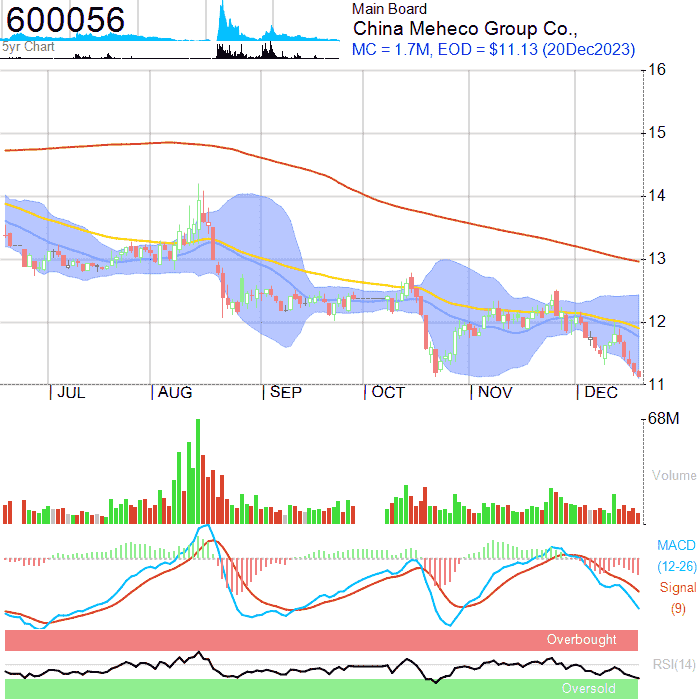 600056
5yr Chart
Main Board
China Meheco Group Co.,
MC = 1.7M, EOD = $11.13 (20Dec2023)
16
15
14
13
12
11
JUL AUG SEP OCT NOV DEC
68M
Volume
MACD
(12-26)
Signal
(9)
Overbought
RSI(14)
Oversold